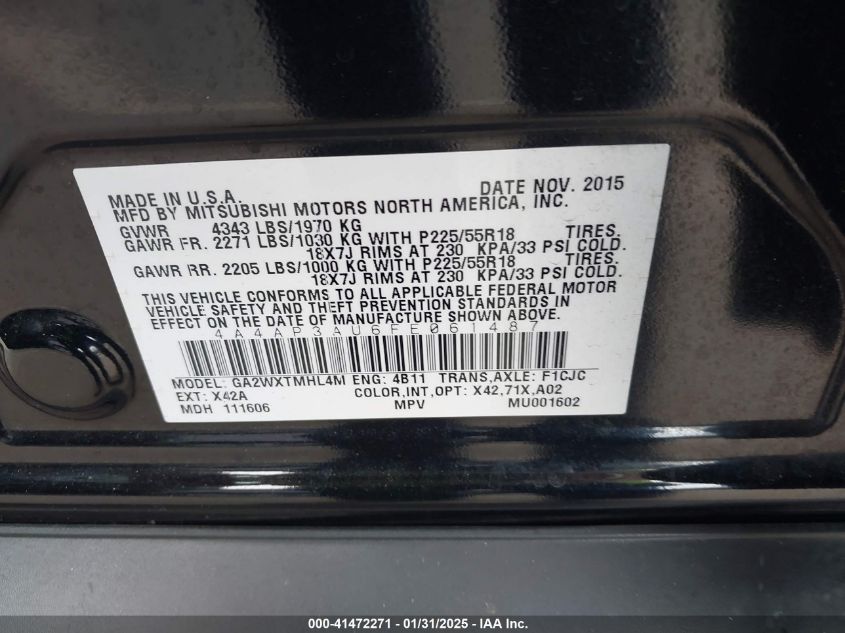 MADE IN U.S.A. DATE NOV. 2015
MFD BY MITSUBISHI MOTORS NORTH AMERICA, INC.
GVWR 4343 LBS/1970 KG
GAWR FR. 2271 LBS/1030 KG WITH P225/55R18 TIRES.
18X7J RIMS AT 230 KPA/33 PSI COLD.
GAWR RR. 2205 LBS/1000 KG WITH P225/55R18 TIRES.
18X7J RIMS AT 230 KPA/33 PSI COLD.
THIS VEHICLE CONFORMS TO ALL APPLICABLE FEDERAL MOTOR
VEHICLE SAFETY AND THEFT PREVENTION STANDARDS IN
EFFECT ON THE DATE OF MANUFACTURE SHOWN ABOVE.
4A4AP3AU6FE061487
MODEL: GA2WXTMHL4M ENG: 4B11 TRANS,AXLE: F1CJC
EXT: X42A COLOR,INT,OPT: X42,71X,A02
MDH 111606 MPV MU001602
000-41472271 - 01/31/2025 - IAA Inc.